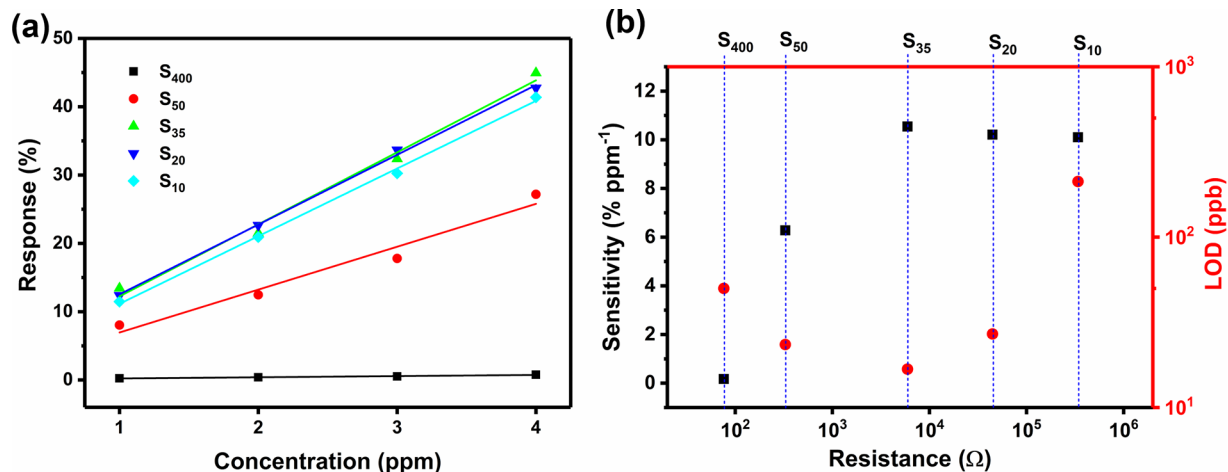 (a)
50
40
30
20
10
0
Response (%)
S400
S50
S35
S20
S10
1 2 3 4
Concentration (ppm)
(b)
S400 S50 S35 S20 S10
12
10
8
6
4
2
0
Sensitivity (% ppm-1)
10^3
10^2
10^1
LOD (ppb)
10^2 10^3 10^4 10^5 10^6
Resistance (Ω)